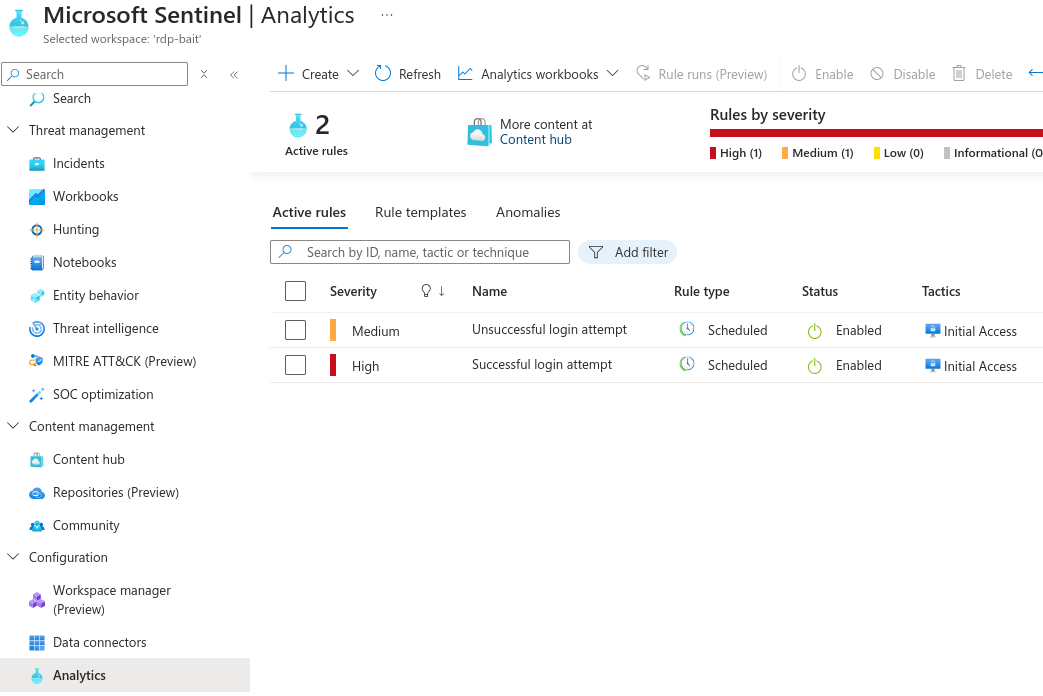 Microsoft Sentinel | Analytics ...
Selected workspace: 'rdp-bait'
Search
Search
Threat management
Incidents
Workbooks
Hunting
Notebooks
Entity behavior
Threat intelligence
MITRE ATT&CK (Preview)
SOC optimization
Content management
Content hub
Repositories (Preview)
Community
Configuration
Workspace manager
(Preview)
Data connectors
Analytics
Create Refresh Analytics workbooks Rule runs (Preview) Enable Disable Delete
2
Active rules
More content at
Content hub
Rules by severity
High (1) Medium (1) Low (0) Informational (0
Active rules Rule templates Anomalies
Search by ID, name, tactic or technique Add filter
Severity Name Rule type Status Tactics
Medium Unsuccessful login attempt Scheduled Enabled Initial Access
High Successful login attempt Scheduled Enabled Initial Access